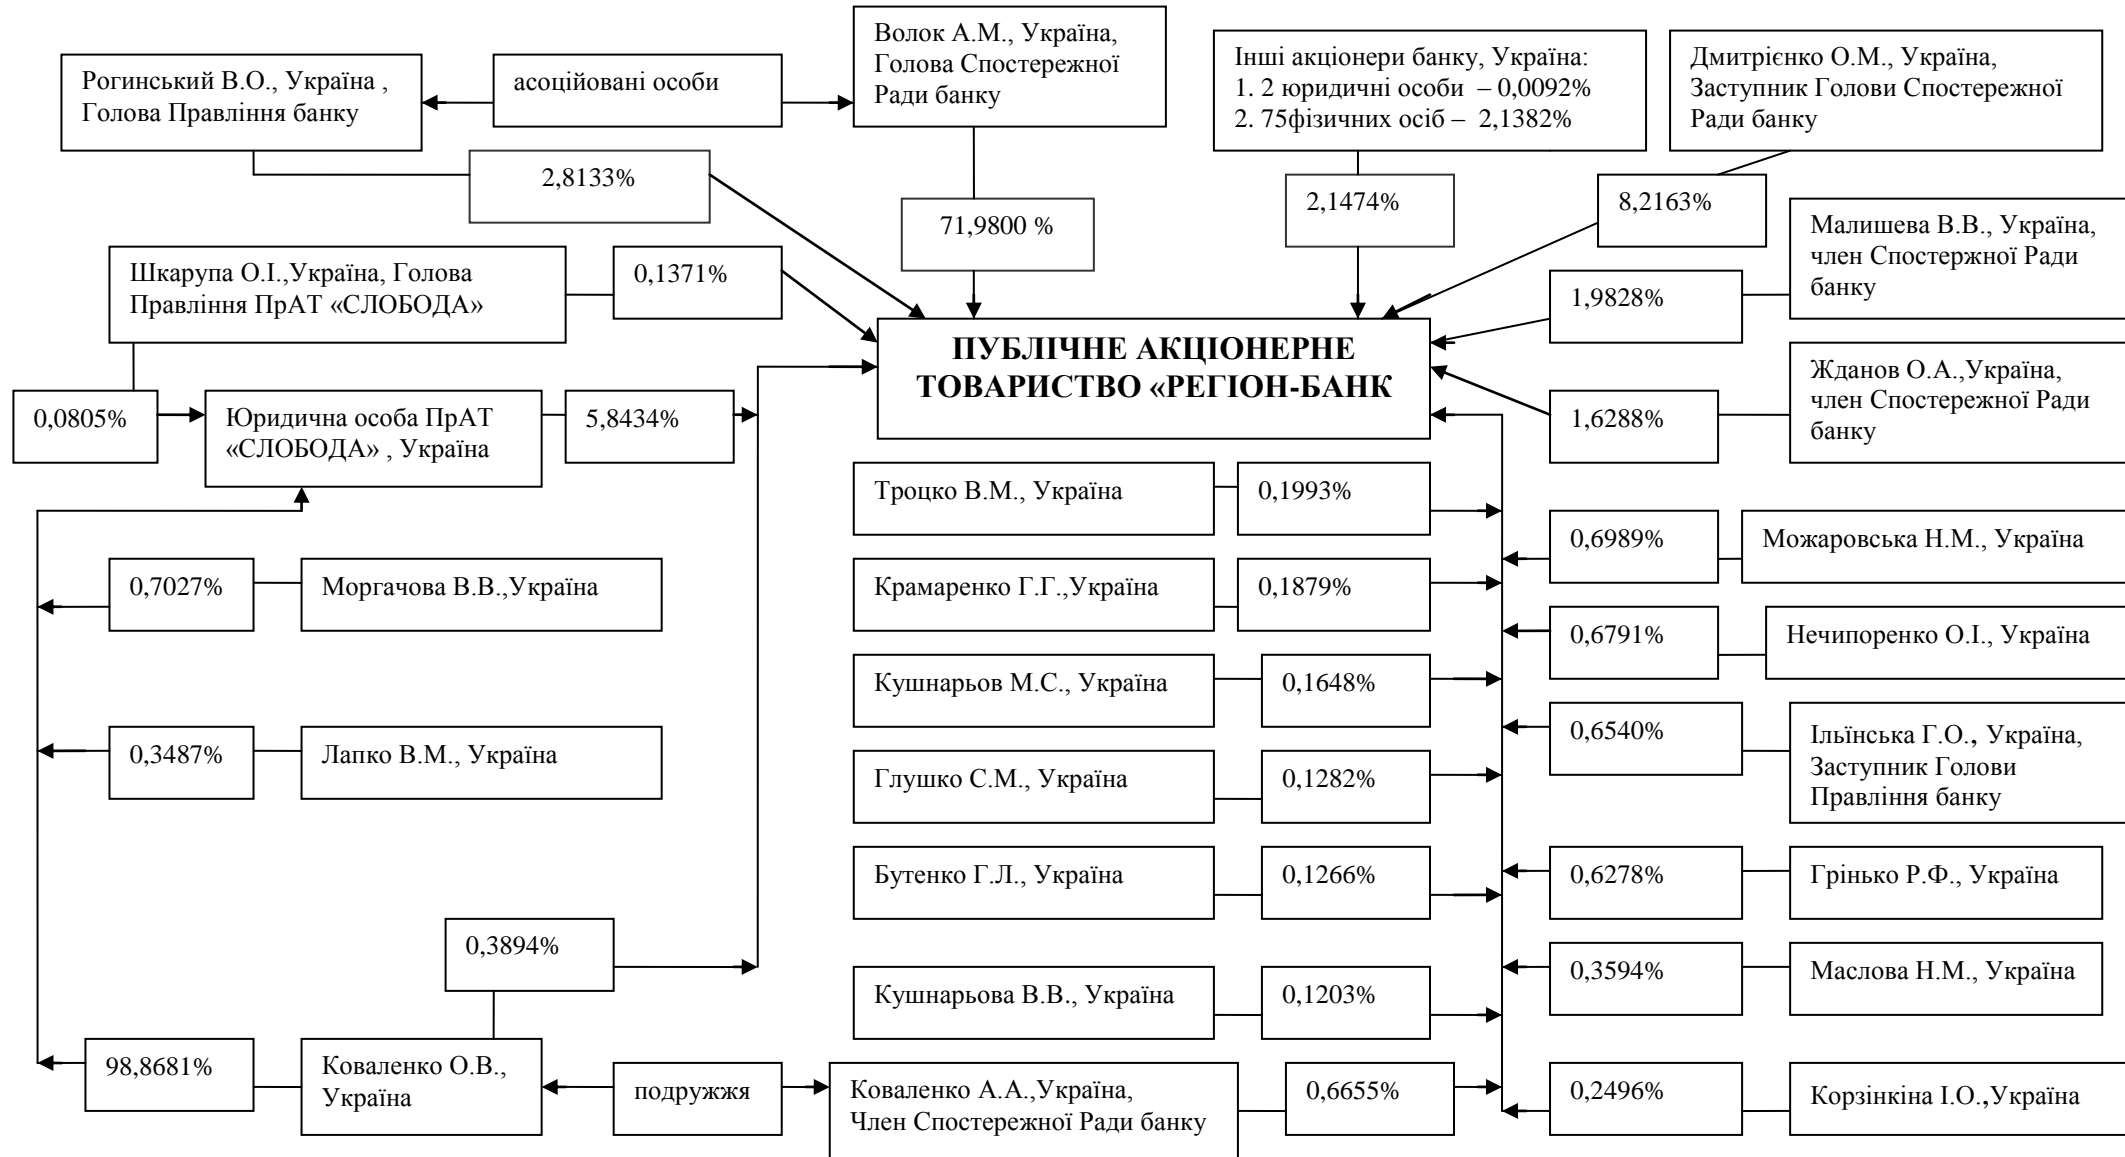 Рогинський В.О., Україна ,
Голова Правління банку
асоційовані особи
Волок А.М., Україна,
Голова Спостережної
Ради банку
Інші акціонери банку, Україна:
1. 2 юридичні особи – 0,0092%
2. 75фізичних осіб – 2,1382%
Дмитрієнко О.М., Україна,
Заступник Голови Спостережної
Ради банку
2,8133%
71,9800 %
2,1474%
8,2163%
Малишева В.В., Україна,
член Спостержної Ради
банку
1,9828%
Шкарупа О.І.,Україна, Голова
Правління ПрАТ «СЛОБОДА»
0,1371%
ПУБЛІЧНЕ АКЦІОНЕРНЕ
ТОВАРИСТВО «РЕГІОН-БАНК
Жданов О.А.,Україна,
член Спостережної Ради
банку
1,6288%
0,0805%
Юридична особа ПрАТ
«СЛОБОДА» , Україна
5,8434%
Троцко В.М., Україна
0,1993%
0,6989%
Можаровська Н.М., Україна
0,7027%
Моргачова В.В.,Україна
Крамаренко Г.Г.,Україна
0,1879%
0,6791%
Нечипоренко О.І., Україна
Кушнарьов М.С., Україна
0,1648%
0,6540%
Ільїнська Г.О., Україна,
Заступник Голови
Правління банку
0,3487%
Лапко В.М., Україна
Глушко С.М., Україна
0,1282%
Бутенко Г.Л., Україна
0,1266%
0,6278%
Грінько Р.Ф., Україна
0,3894%
Кушнарьова В.В., Україна
0,1203%
0,3594%
Маслова Н.М., Україна
98,8681%
Коваленко О.В.,
Україна
подружжя
Коваленко А.А.,Україна,
Член Спостережної Ради банку
0,6655%
0,2496%
Корзінкіна І.О.,Україна